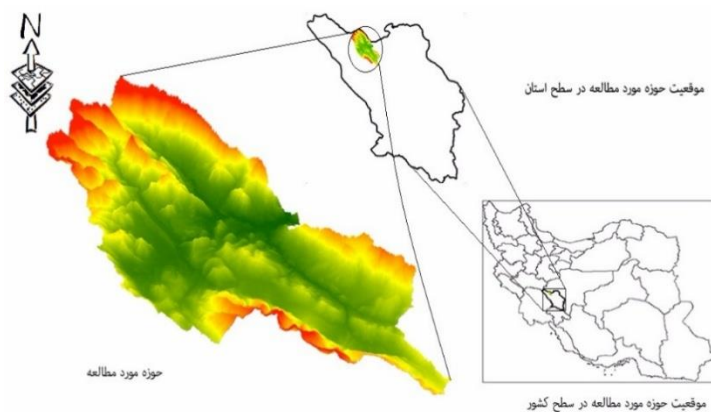 N
موقعیت حوزه مورد مطالعه در سطح استان
حوزه مورد مطالعه
موقعیت حوزه مورد مطالعه در سطح کشور